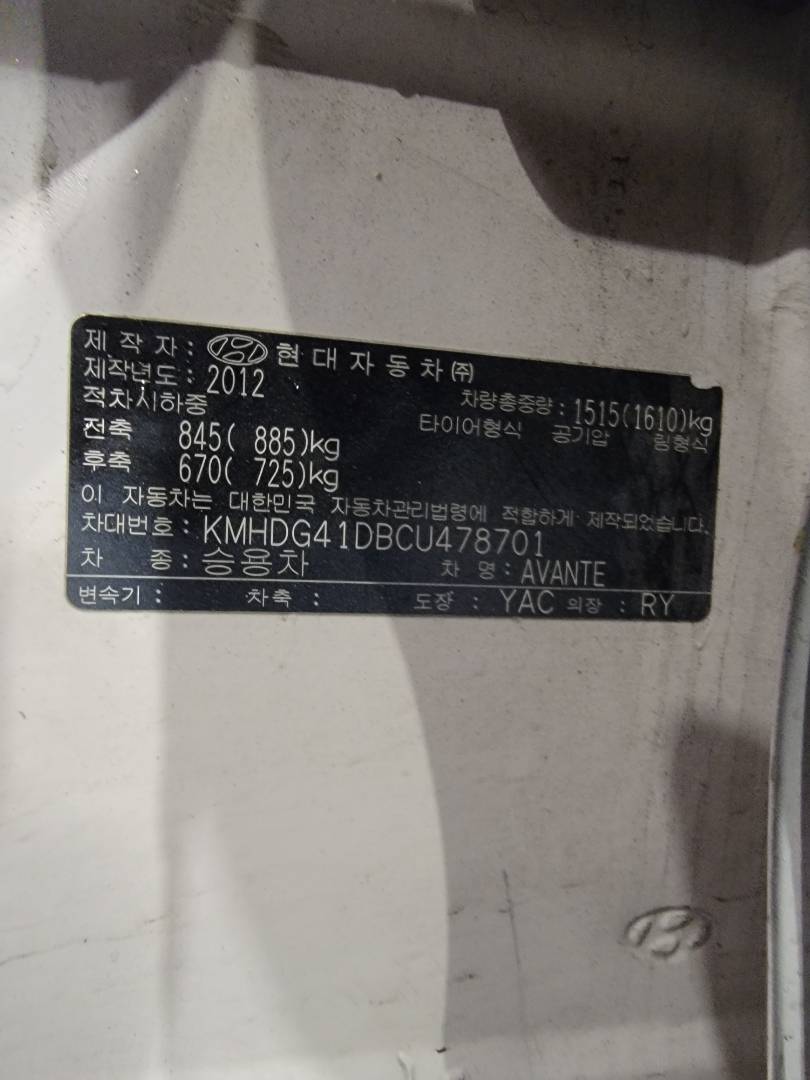 제 작 자 : 현대자동차㈜
제작년도 : 2012
적차시하중 차량총중량 : 1515(1610)kg
전축 845( 885)kg 타이어형식 공기압 림형식
후축 670( 725)kg
이 자동차는 대한민국 자동차관리법령에 적합하게 제작되었습니다.
차대번호 : KMHDG41DBCU478701
차 종 : 승용차 차 명 : AVANTE
변속기 : 차축 : 도장 : YAC 의장 : RY